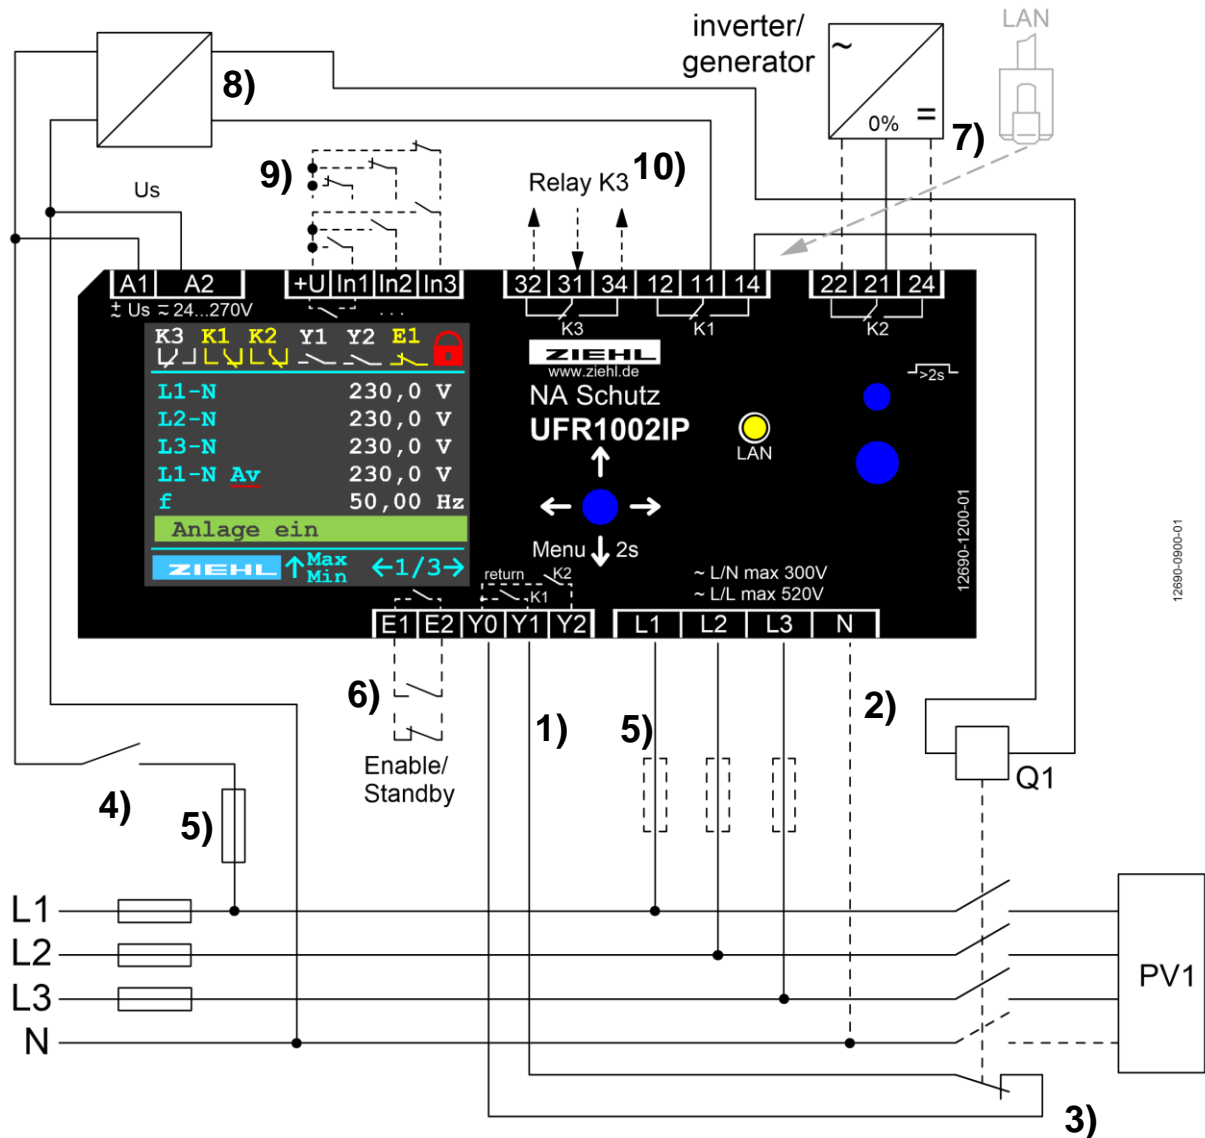 inverter/
generator
LAN
~
=
0%
7)
8)
9)
10)
Relay K3
Us
A1 A2
+U In1 In2 In3
32 31 34 12 11 14
22 21 24
± ~ Us ≂ 24...270V
...
K3 K1 K2
K3 K1 K2 Y1 Y2 E1
ZIEHL
www.ziehl.de
>2s
NA Schutz
UFR1002IP
LAN
L1-N 230,0 V
L2-N 230,0 V
L3-N 230,0 V
L1-N Av 230,0 V
f 50,00 Hz
Anlage ein
ZIEHL ↑ Max Min ←1/3→
Menu 2s
return K1 K2
~ L/N max 300V
~ L/L max 520V
12690-1200-01
12690-0900-01
E1 E2 Y0 Y1 Y2
L1 L2 L3 N
6)
1)
5)
2)
Enable/
Standby
Q1
4)
5)
L1
L2
L3
N
PV1
3)